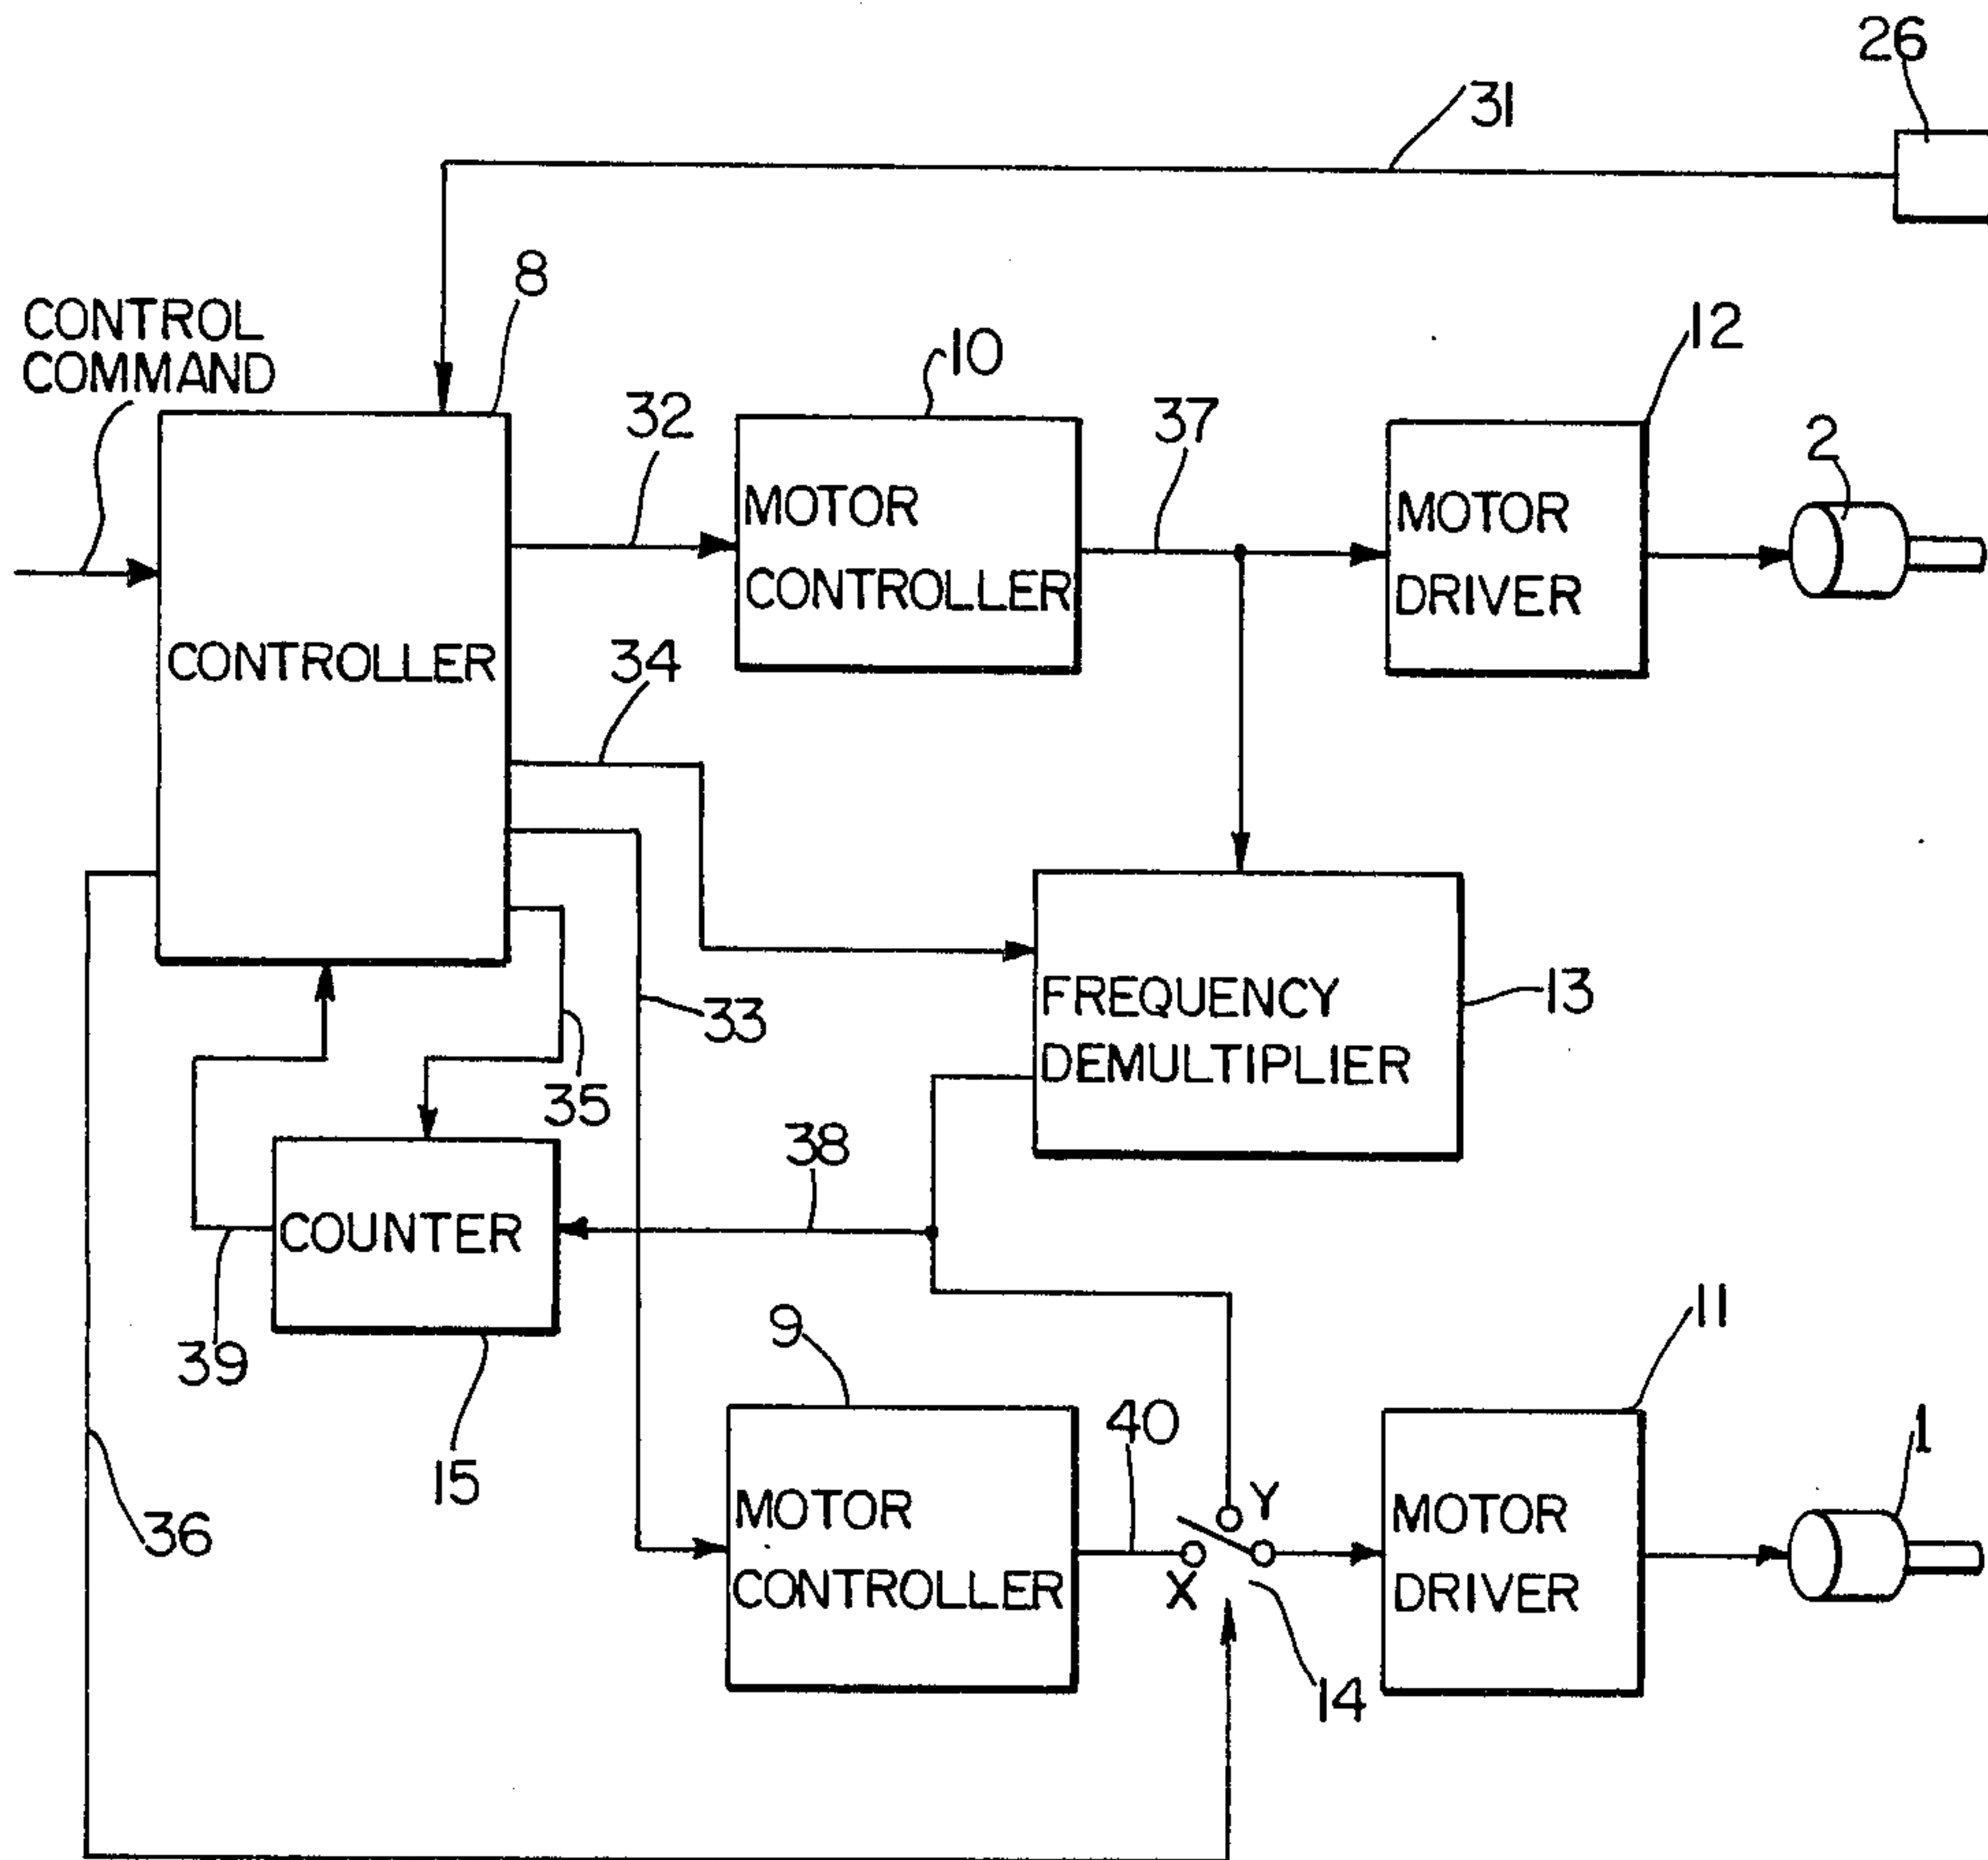 26
31
8
CONTROL
COMMAND
10
12
32
37
2
MOTOR
CONTROLLER
MOTOR
DRIVER
CONTROLLER
34
33
13
FREQUENCY
DEMULTIPLIER
35
38
COUNTER
39
9
11
15
40
1
36
MOTOR
CONTROLLER
Y
X
MOTOR
DRIVER
14